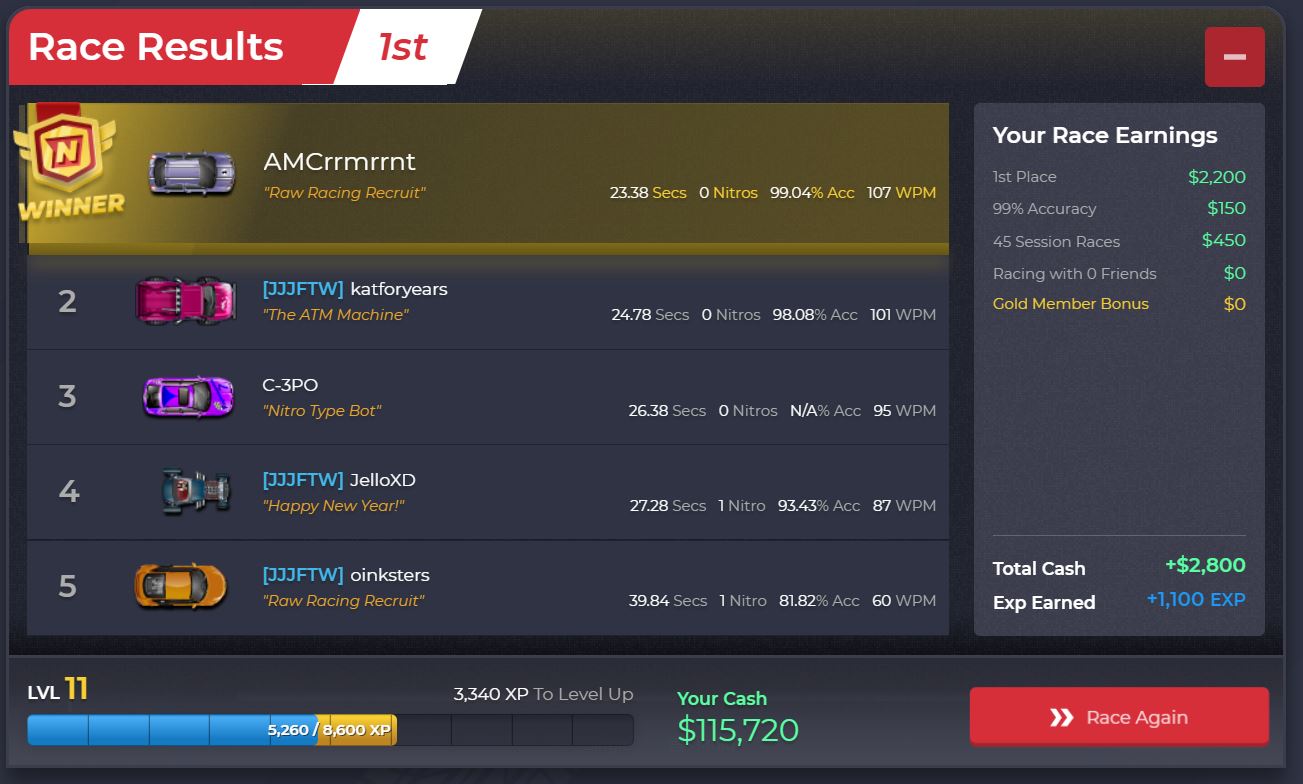 Race Results
1st
N
WINNER
AMCrrmrrnt
"Raw Racing Recruit"
23.38 Secs 0 Nitros 99.04% Acc 107 WPM
2
[JJJFTW] katforyears
"The ATM Machine"
24.78 Secs 0 Nitros 98.08% Acc 101 WPM
3
C-3PO
"Nitro Type Bot"
26.38 Secs 0 Nitros N/A% Acc 95 WPM
4
[JJJFTW] JelloXD
"Happy New Year!"
27.28 Secs 1 Nitro 93.43% Acc 87 WPM
5
[JJJFTW] oinksters
"Raw Racing Recruit"
39.84 Secs 1 Nitro 81.82% Acc 60 WPM
Your Race Earnings
1st Place $2,200
99% Accuracy $150
45 Session Races $450
Racing with 0 Friends $0
Gold Member Bonus $0
Total Cash +$2,800
Exp Earned +1,100 EXP
LVL 11
3,340 XP To Level Up
5,260 / 8,600 XP
Your Cash
$115,720
Race Again